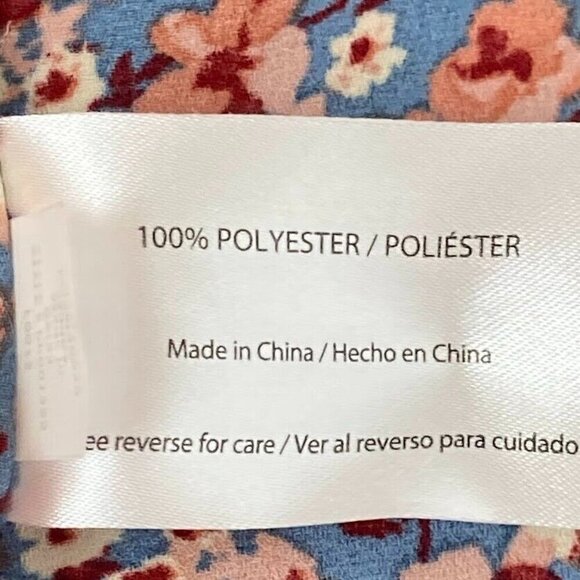 100% POLYESTER / POLIÉSTER
Made in China / Hecho en China
ee reverse for care / Ver al reverso para cuidado